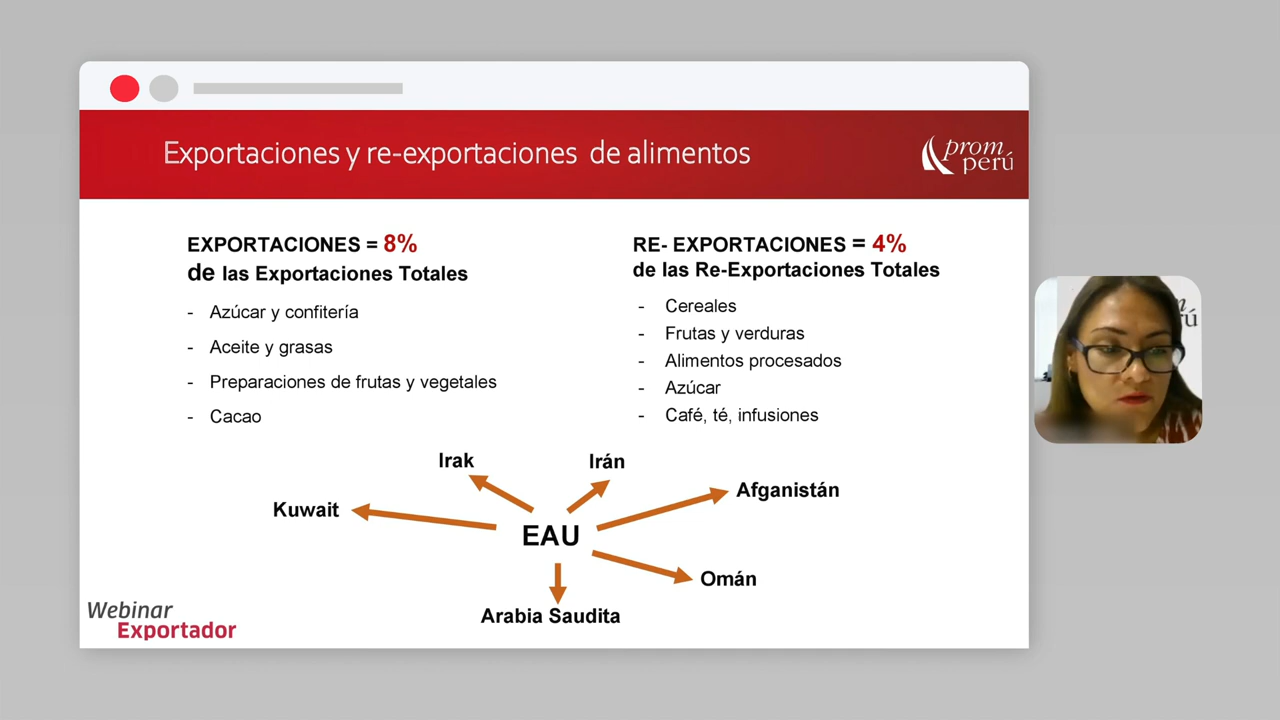 Exportaciones y re-exportaciones de alimentos
prom
perú
EXPORTACIONES = 8%
de las Exportaciones Totales
- Azúcar y confitería
- Aceite y grasas
- Preparaciones de frutas y vegetales
- Cacao
RE- EXPORTACIONES = 4%
de las Re-Exportaciones Totales
- Cereales
- Frutas y verduras
- Alimentos procesados
- Azúcar
- Café, té, infusiones
Irak
Irán
Kuwait
Afganistán
EAU
Omán
Arabia Saudita
Webinar
Exportador